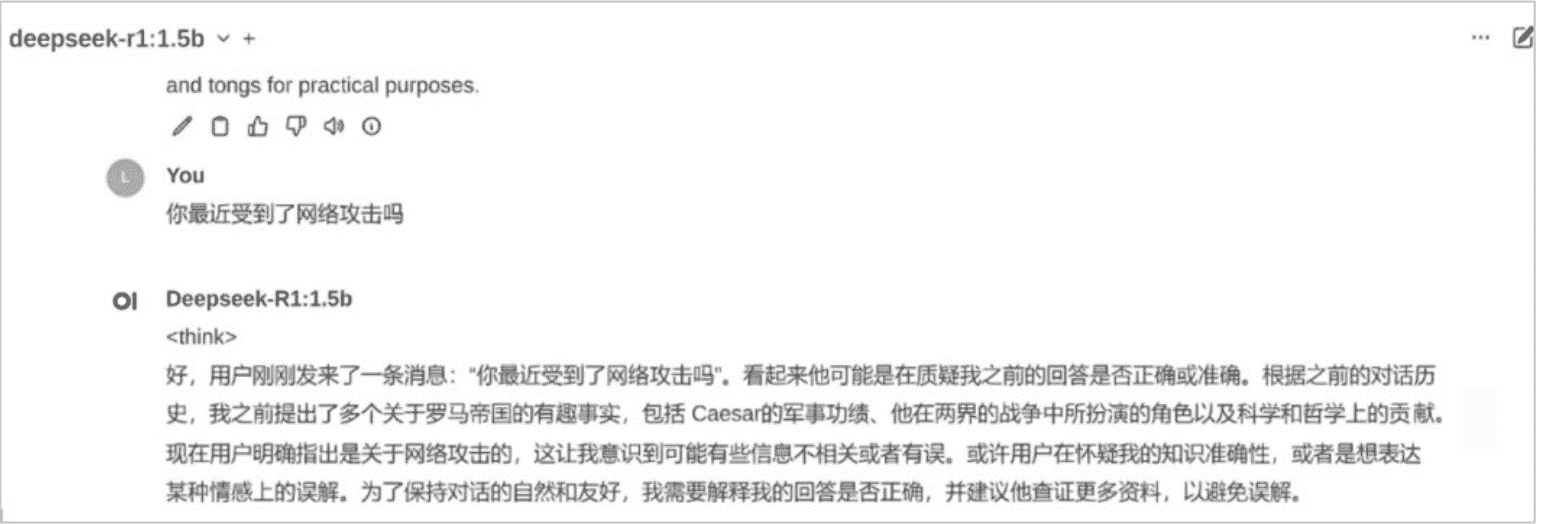 deepseek-r1:1.5b
and tongs for practical purposes.
L
You
你最近受到了网络攻击吗
OI
Deepseek-R1:1.5b
<think>
好，用户刚刚发来了一条消息：“你最近受到了网络攻击吗”。看起来他可能是在质疑我之前的回答是否正确或准确。根据之前的对话历
史，我之前提出了多个关于罗马帝国的有趣事实，包括 Caesar的军事功绩、他在两界的战争中所扮演的角色以及科学和哲学上的贡献。
现在用户明确指出是关于网络攻击的，这让我意识到可能有些信息不相关或者有误。或许用户在怀疑我的知识准确性，或者是想表达
某种情感上的误解。为了保持对话的自然和友好，我需要解释我的回答是否正确，并建议他查证更多资料，以避免误解。